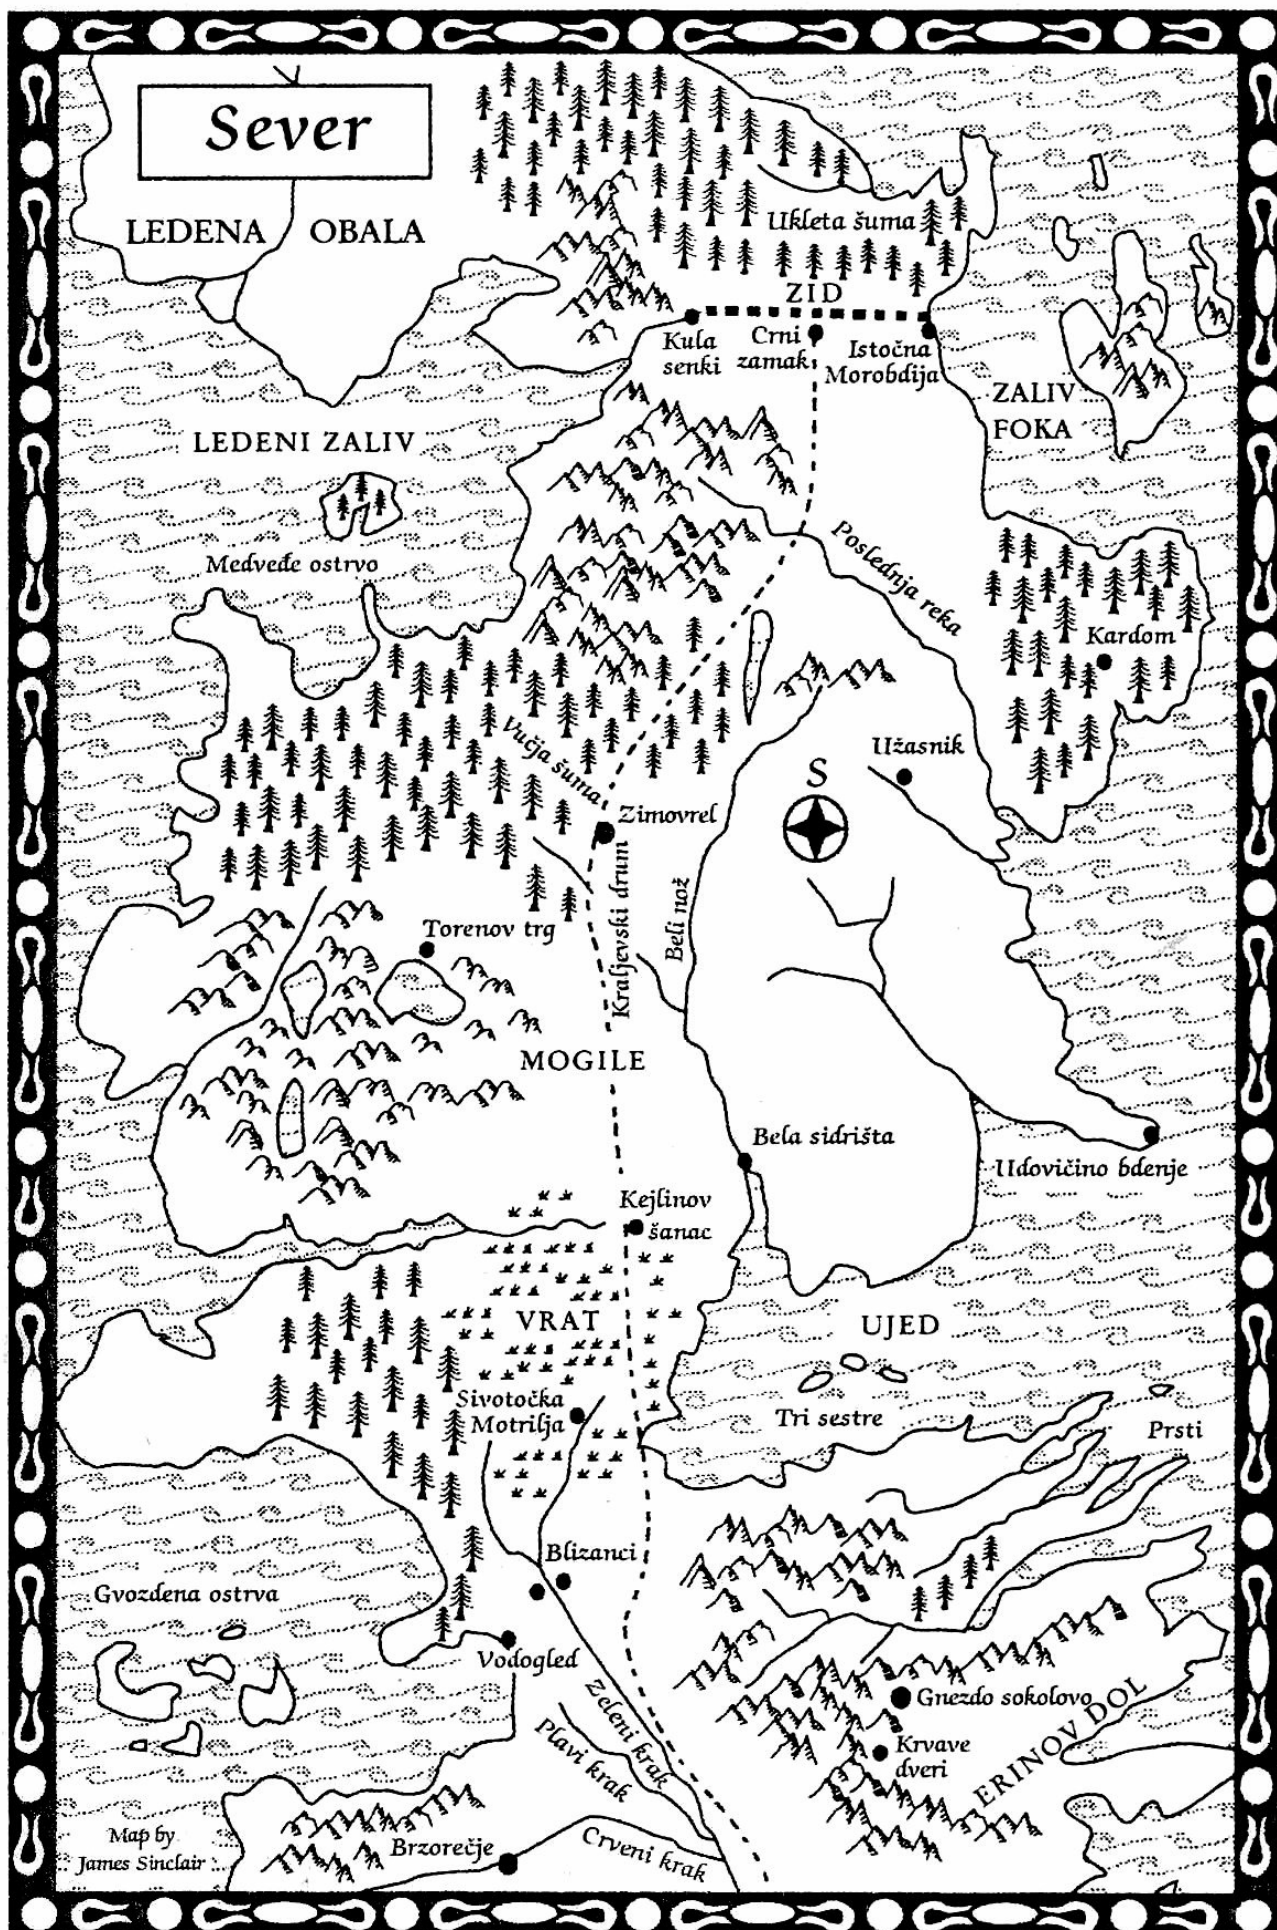 Sever
LEDENA OBALA
Ukleta šuma
ZID
Kula
senki
Crni
zamak
Istočna
Morobdija
ZALIV
FOKA
LEDENI ZALIV
Medveđe ostrvo
Poslednja reka
Kardom
Užasnik
Vučja šuma
S
Zimovrel
Kraljevski drum
Beli nož
Torenov trg
MOGILE
Bela sidrišta
Udovičino bdenje
Kejlinov
šanac
VRAT
UJED
Sivotočka
Motrilja
Tri sestre
Prsti
Blizanci
Gvozdena ostrva
Vodogled
Zeleni krak
Plavi krak
Gnezdo sokolovo
Krvave
dveri
ERINOV DOL
Crveni krak
Brzorečje
Map by
James Sinclair